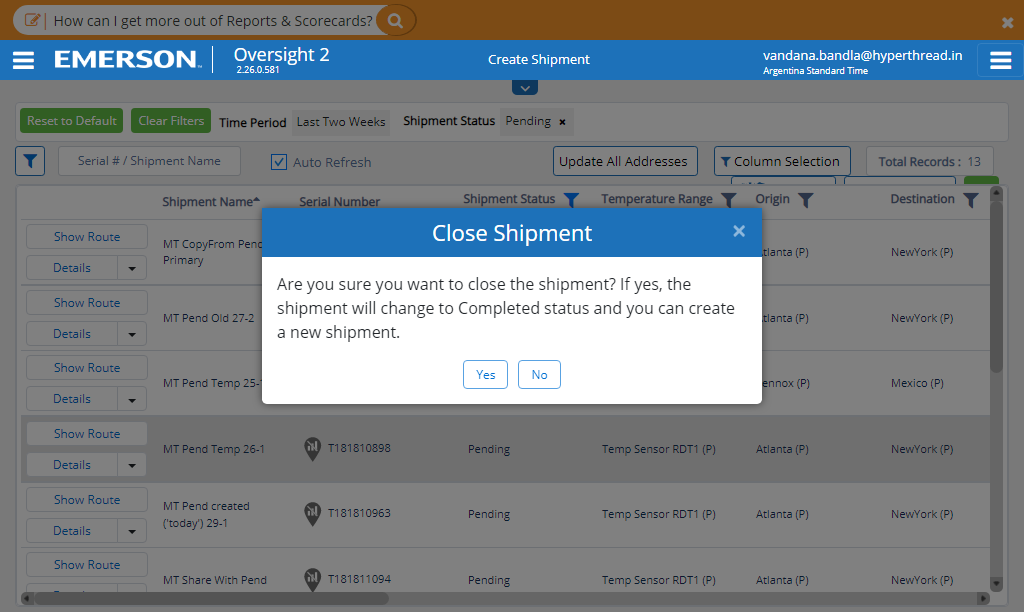 How can I get more out of Reports & Scorecards?
EMERSON Oversight 2
2.26.0.581
Create Shipment
vandana.bandla@hyperthread.in
Argentina Standard Time
Reset to Default Clear Filters Time Period Last Two Weeks Shipment Status Pending ×
Serial # / Shipment Name Auto Refresh Update All Addresses Column Selection Total Records : 13
Shipment Name Serial Number Shipment Status Temperature Range Origin Destination
Close Shipment ×
Are you sure you want to close the shipment? If yes, the
shipment will change to Completed status and you can create
a new shipment.
Yes No
Show Route
Details
MT CopyFrom Pend
Primary
Atlanta (P) NewYork (P)
Show Route
Details
MT Pend Old 27-2 Atlanta (P) NewYork (P)
Show Route
Details
MT Pend Temp 25- (P) Mexico (P)
Show Route
Details
MT Pend Temp 26-1 T181810898 Pending Temp Sensor RDT1 (P) Atlanta (P) NewYork (P)
Show Route
Details
MT Pend created
('today') 29-1
T181810963 Pending Temp Sensor RDT1 (P) Atlanta (P) NewYork (P)
Show Route
MT Share With Pend T181811094 Pending Temp Sensor RDT1 (P) Atlanta (P) NewYork (P)